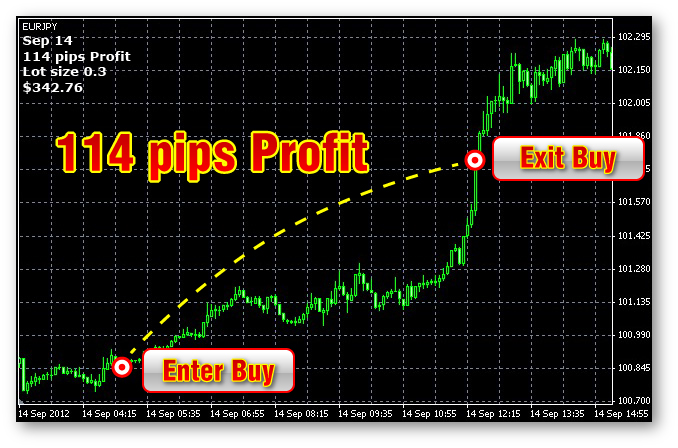 EURJPY
Sep 14
114 pips Profit
Lot size 0.3
$342.76
114 pips Profit
Exit Buy
Enter Buy
102.295
102.150
102.005
101.960
101.570
101.425
101.280
101.135
100.990
100.845
100.700
14 Sep 2012 14 Sep 04:15 14 Sep 05:35 14 Sep 06:55 14 Sep 08:15 14 Sep 09:35 14 Sep 10:55 14 Sep 12:15 14 Sep 13:35 14 Sep 14:55